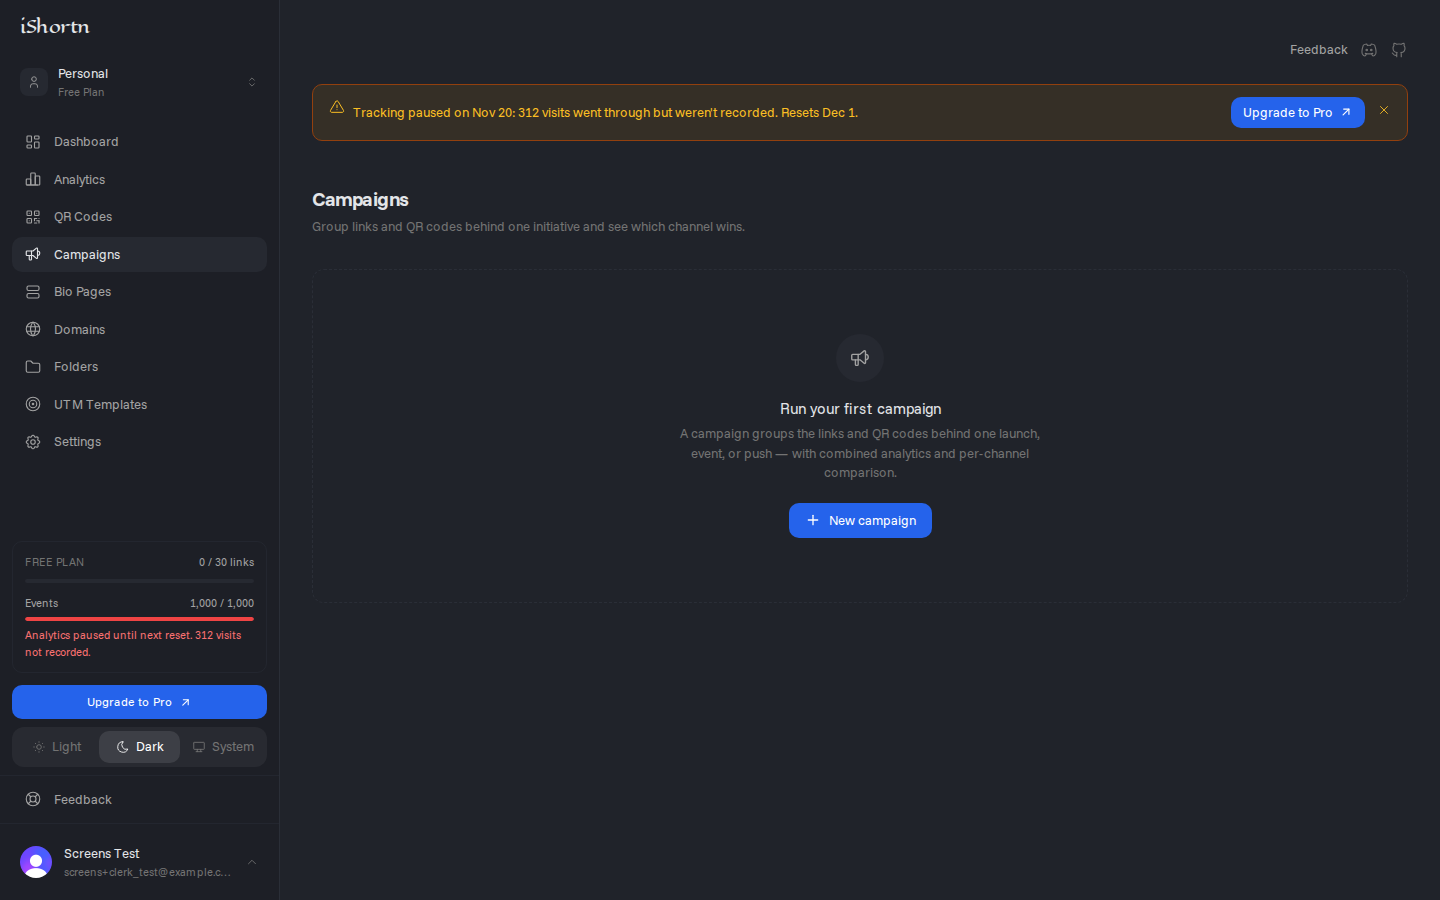 iShortn
Personal
Free Plan
Dashboard
Analytics
QR Codes
Campaigns
Bio Pages
Domains
Folders
UTM Templates
Settings
FREE PLAN 0 / 30 links
Events 1,000 / 1,000
Analytics paused until next reset. 312 visits
not recorded.
Upgrade to Pro
Light Dark System
Feedback
Screens Test
screens+clerk_test@example.c...
Feedback
Tracking paused on Nov 20: 312 visits went through but weren't recorded. Resets Dec 1.
Upgrade to Pro
Campaigns
Group links and QR codes behind one initiative and see which channel wins.
Run your first campaign
A campaign groups the links and QR codes behind one launch,
event, or push — with combined analytics and per-channel
comparison.
New campaign